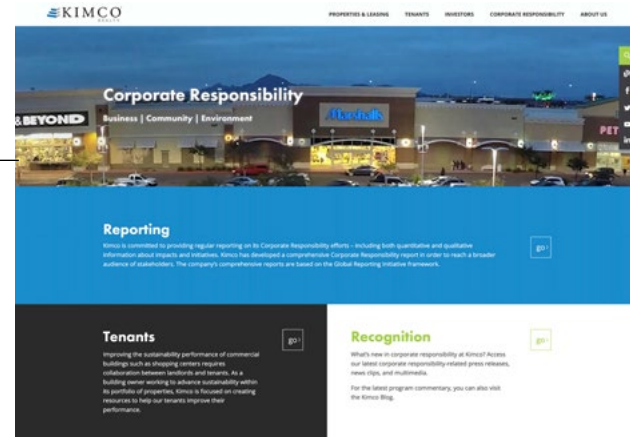 KIMCO
REALTY
PROPERTIES & LEASING TENANTS INVESTORS CORPORATE RESPONSIBILITY ABOUT US
Corporate Responsibility
Business | Community | Environment
& BEYOND
Marshalls
PET
Reporting
Kimco is committed to providing regular reporting on its Corporate Responsibility efforts – including both quantitative and qualitative
information about impacts and initiatives. Kimco has developed a comprehensive Corporate Responsibility report in order to reach a broader
audience of stakeholders. The company's comprehensive reports are based on the Global Reporting Initiative framework.
go ›
Tenants
go ›
Improving the sustainability performance of commercial
buildings such as shopping centers requires
collaboration between landlords and tenants. As a
building owner working to advance sustainability within
its portfolio of properties, Kimco is focused on creating
resources to help our tenants improve their
performance.
Recognition
go ›
What's new in corporate responsibility at Kimco? Access
our latest corporate responsibility-related press releases,
news clips, and multimedia.
For the latest program commentary, you can also visit
the Kimco Blog.